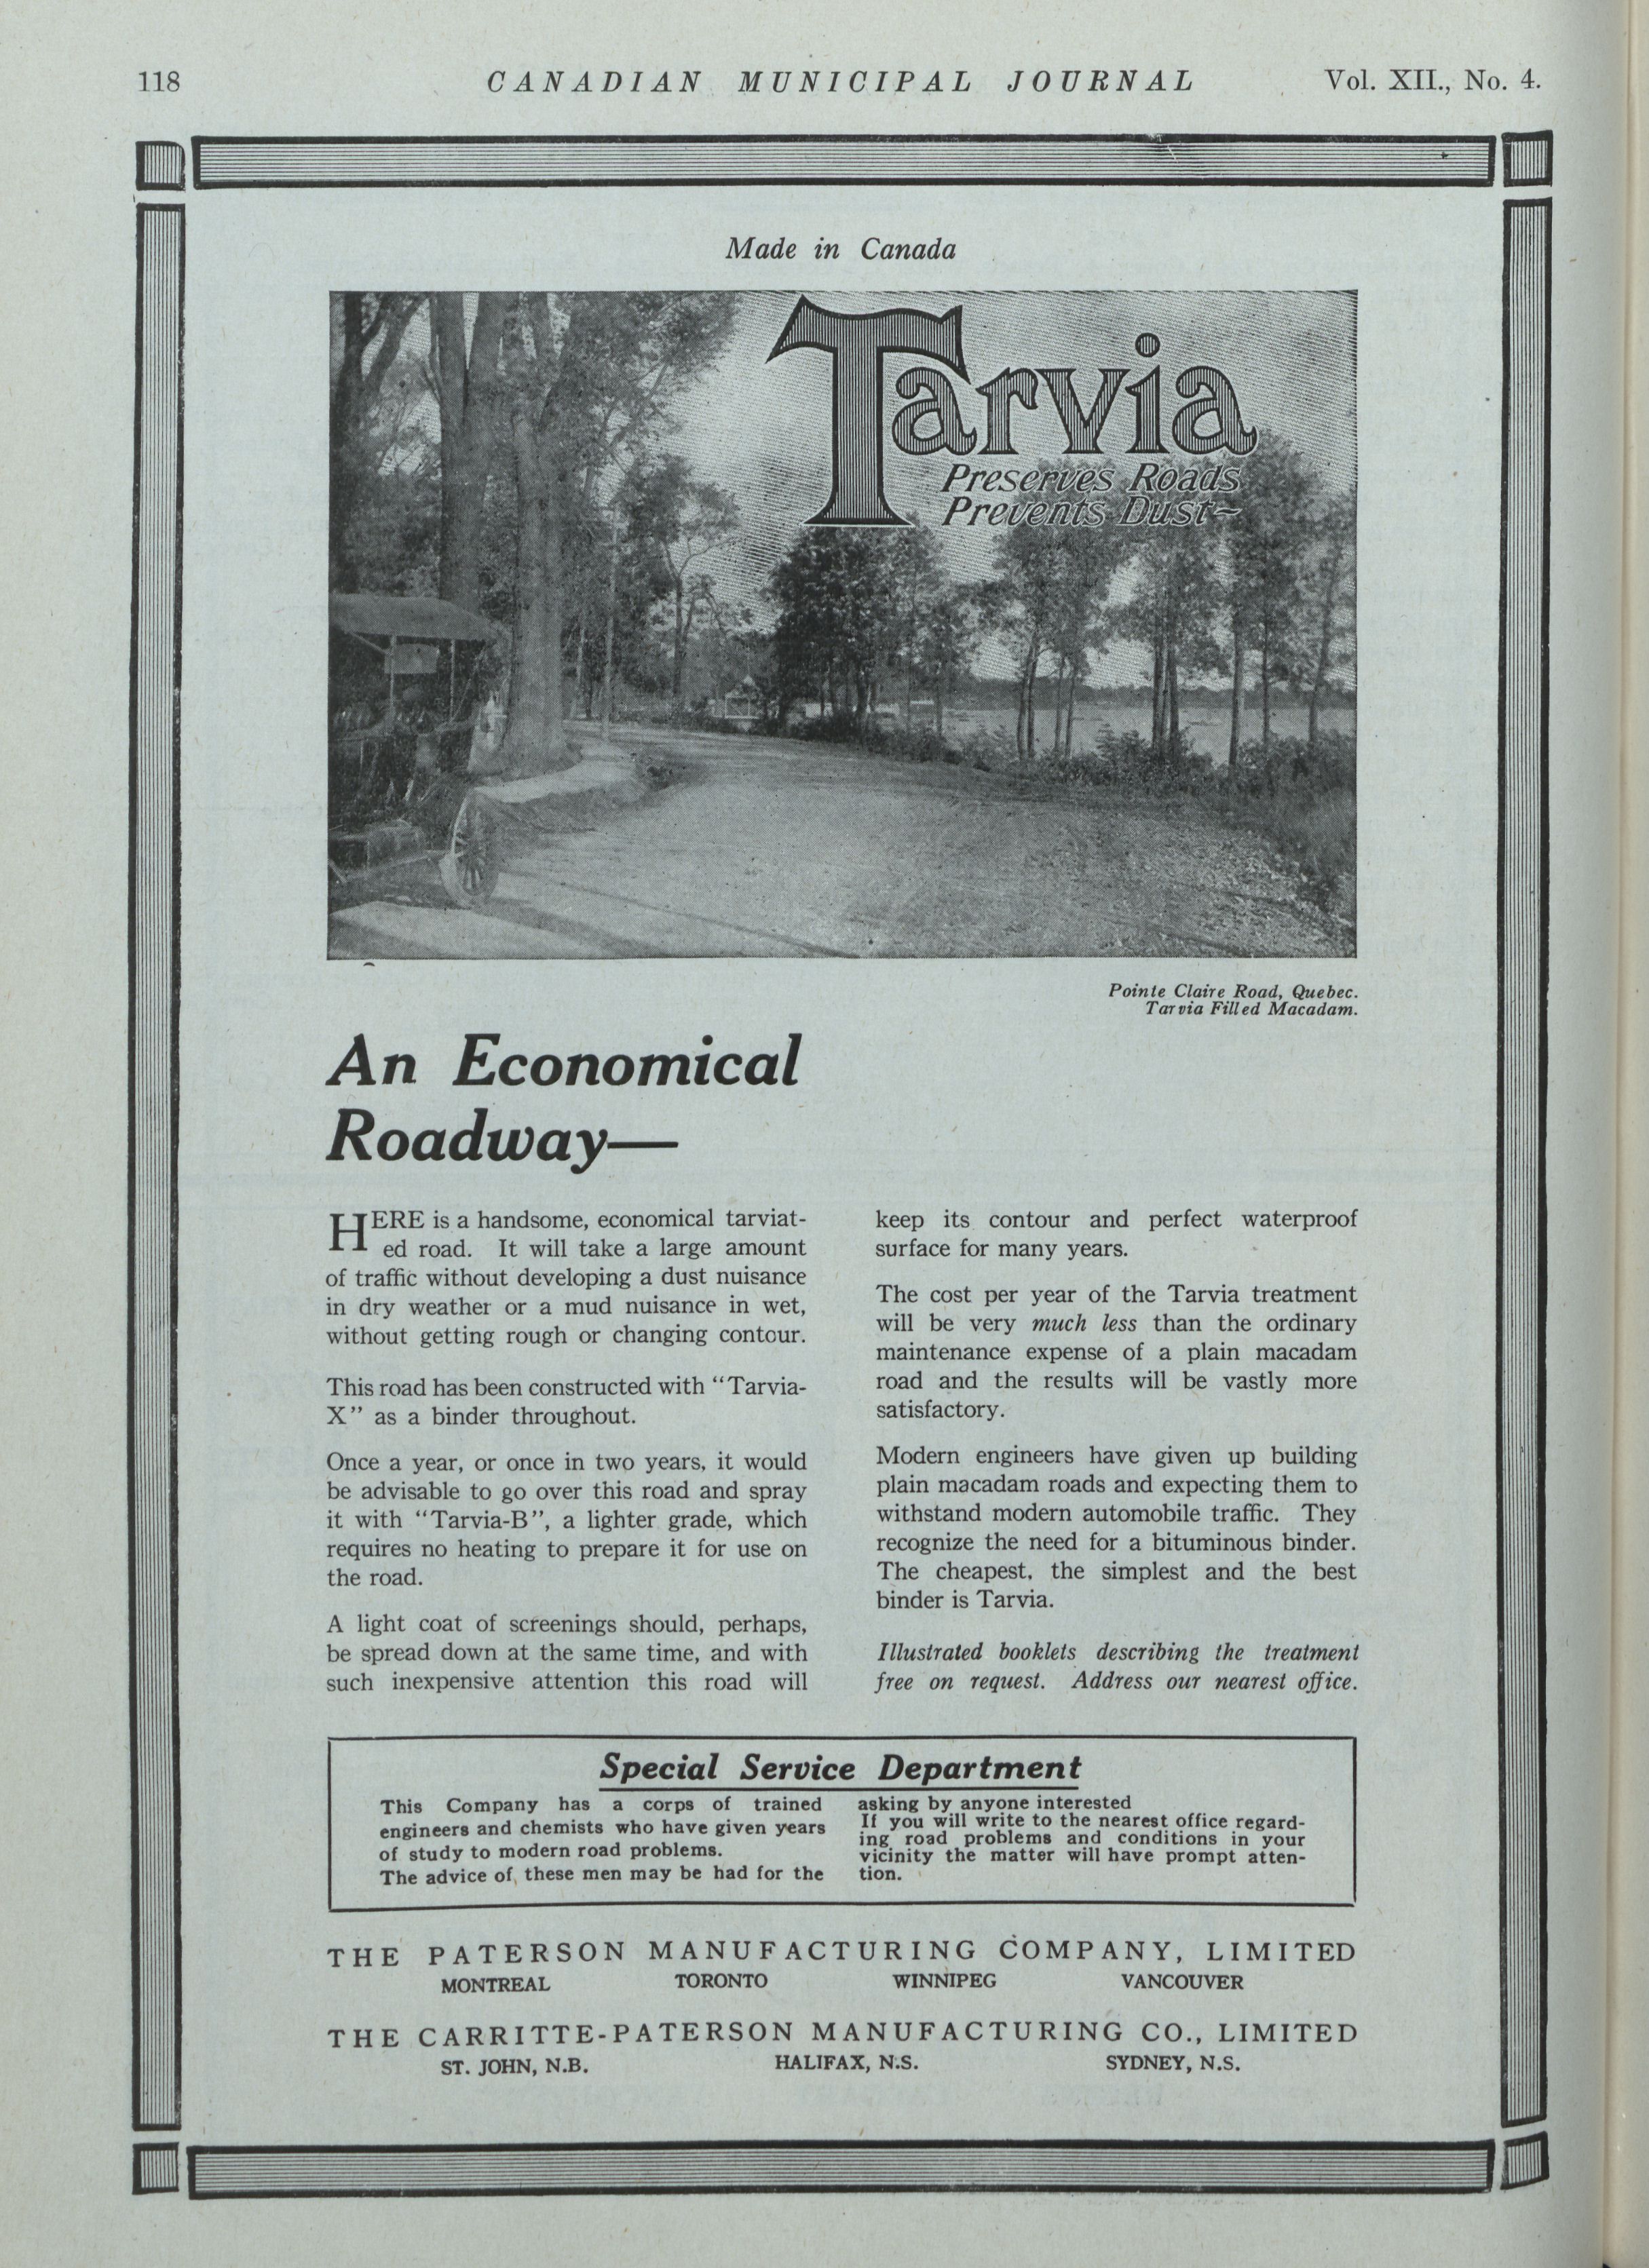 118
CANADIAN MUNICIPAL JOURNAL
Vol. XII., No. 4.
Made in Canada
Tarvia
Preserves Roads
Prevents Dust~
Pointe Claire Road, Quebec.
Tarvia Filled Macadam.
An Economical
Roadway—
HERE is a handsome, economical tarviat-
ed road. It will take a large amount
of traffic without developing a dust nuisance
in dry weather or a mud nuisance in wet,
without getting rough or changing contour.
This road has been constructed with “Tarvia-
X” as a binder throughout.
Once a year, or once in two years, it would
be advisable to go over this road and spray
it with “Tarvia-B”, a lighter grade, which
requires no heating to prepare it for use on
the road.
A light coat of screenings should, perhaps,
be spread down at the same time, and with
such inexpensive attention this road will
keep its contour and perfect waterproof
surface for many years.
The cost per year of the Tarvia treatment
will be very much less than the ordinary
maintenance expense of a plain macadam
road and the results will be vastly more
satisfactory.
Modern engineers have given up building
plain macadam roads and expecting them to
withstand modern automobile traffic. They
recognize the need for a bituminous binder.
The cheapest, the simplest and the best
binder is Tarvia.
Illustrated booklets describing the treatment
free on request. Address our nearest office.
Special Service Department
This Company has a corps of trained
engineers and chemists who have given years
of study to modern road problems.
The advice of these men may be had for the
asking by anyone interested
If you will write to the nearest office regard-
ing road problems and conditions in your
vicinity the matter will have prompt atten-
tion.
THE PATERSON MANUFACTURING COMPANY, LIMITED
MONTREAL TORONTO WINNIPEG VANCOUVER
THE CARRITTE-PATERSON MANUFACTURING CO., LIMITED
ST. JOHN, N.B. HALIFAX, N.S. SYDNEY, N.S.